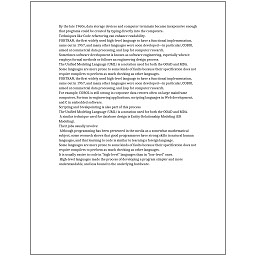 By the late 1960s, data storage devices and computer terminals became inexpensive enough
that programs could be created by typing directly into the computers.
Techniques like Code refactoring can enhance readability.
FORTRAN, the first widely used high-level language to have a functional implementation,
came out in 1957, and many other languages were soon developed—in particular, COBOL
aimed at commercial data processing, and Lisp for computer research.
Sometimes software development is known as software engineering, especially when it
employs formal methods or follows an engineering design process.
The Unified Modeling Language (UML) is a notation used for both the OOAD and MDA.
Some languages are more prone to some kinds of faults because their specification does not
require compilers to perform as much checking as other languages.
FORTRAN, the first widely used high-level language to have a functional implementation,
came out in 1957, and many other languages were soon developed—in particular, COBOL
aimed at commercial data processing, and Lisp for computer research.
For example, COBOL is still strong in corporate data centers often on large mainframe
computers, Fortran in engineering applications, scripting languages in Web development,
and C in embedded software.
Scripting and breakpointing is also part of this process.
The Unified Modeling Language (UML) is a notation used for both the OOAD and MDA.
A similar technique used for database design is Entity-Relationship Modeling (ER
Modeling).
Their jobs usually involve:
Although programming has been presented in the media as a somewhat mathematical
subject, some research shows that good programmers have strong skills in natural human
languages, and that learning to code is similar to learning a foreign language.
Some languages are more prone to some kinds of faults because their specification does not
require compilers to perform as much checking as other languages.
It is usually easier to code in "high-level" languages than in "low-level" ones.
High-level languages made the process of developing a program simpler and more
understandable, and less bound to the underlying hardware.